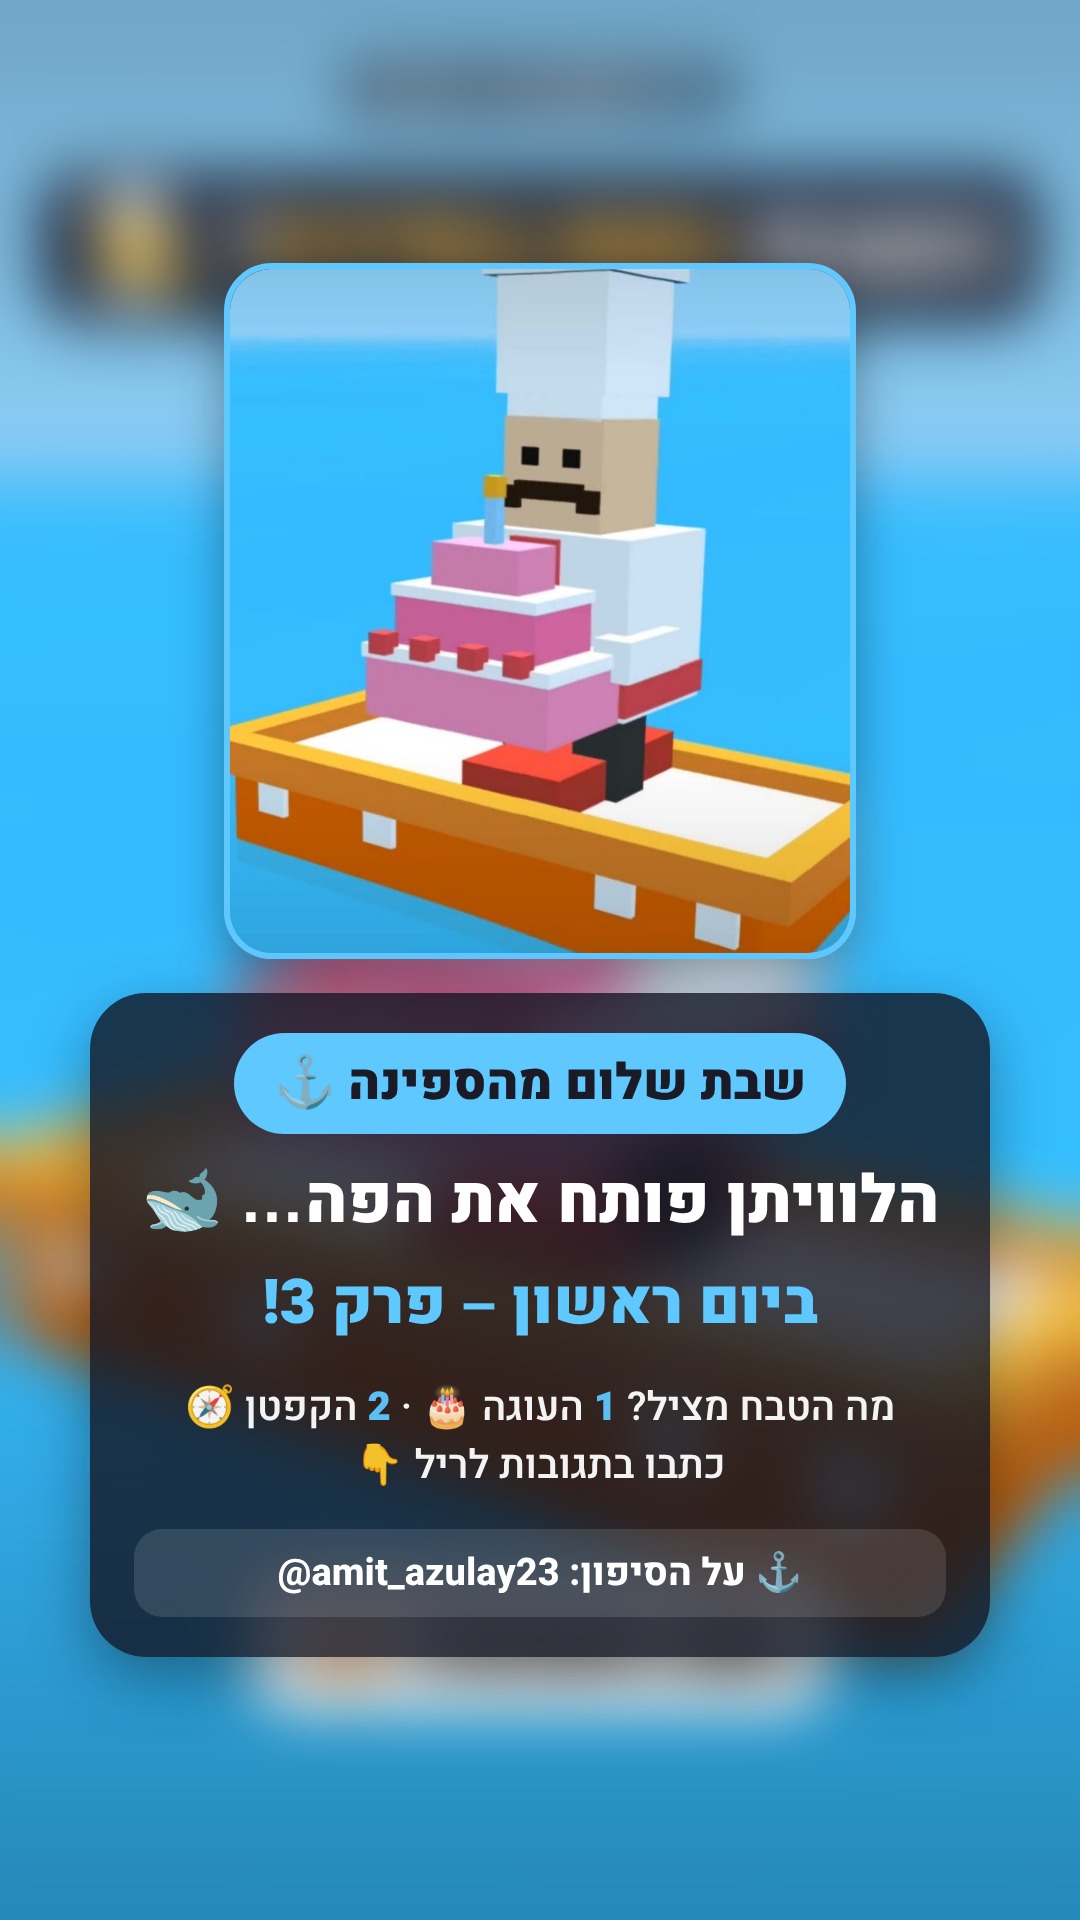 שבת שלום מהספינה ⚓
הלוויתן פותח את הפה... 🐳
ביום ראשון – פרק 3!
מה הטבח מציל? 1 העוגה 🎂 · 2 הקפטן 🧭
כתבו בתגובות לריל 👇
⚓ על הסיפון: @amit_azulay23